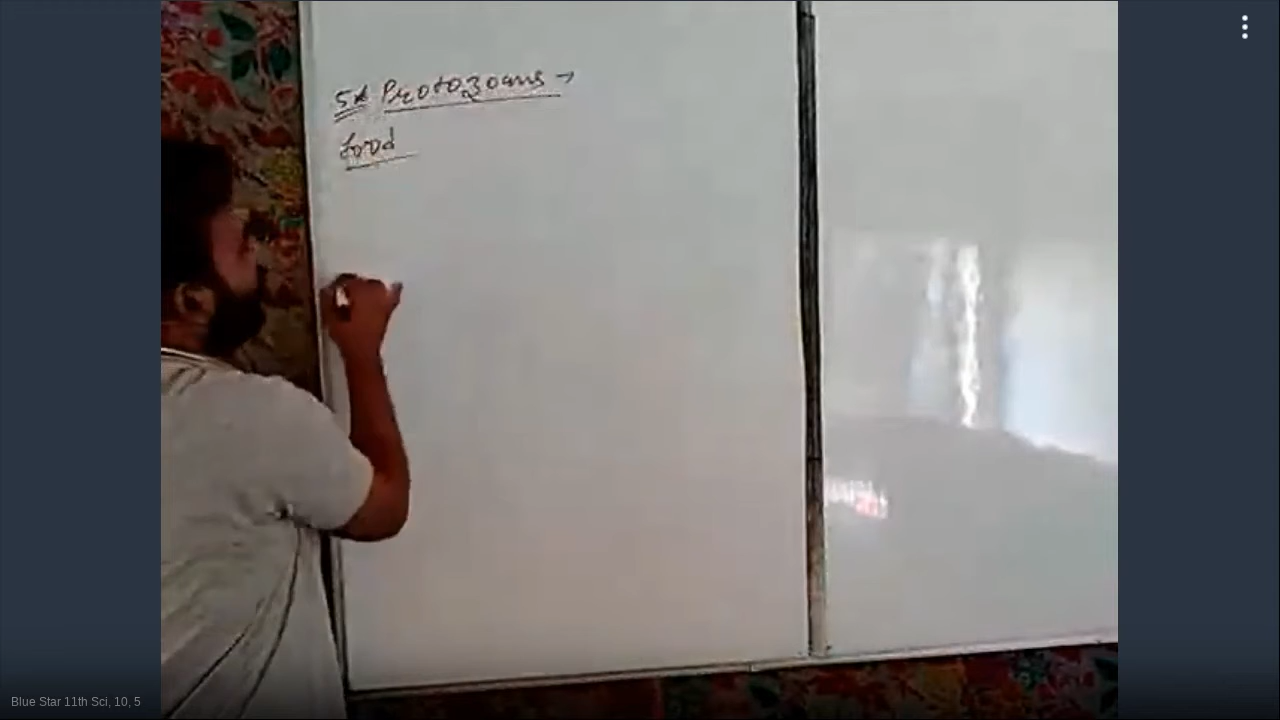 5* Protozoans →
food
Blue Star 11th Sci, 10, 5